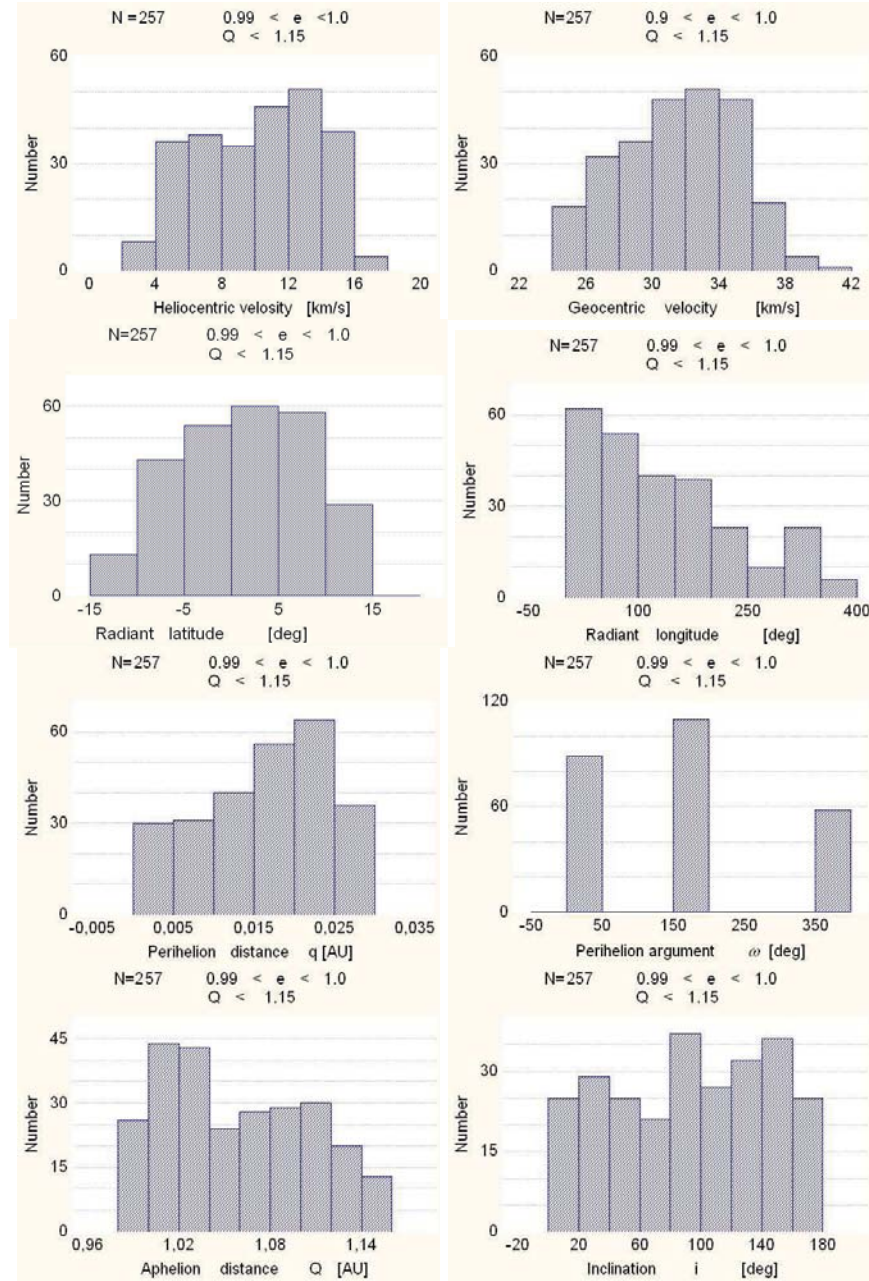 N =257 0.99 < e <1.0
Q < 1.15
60
30
0
Number
0 4 8 12 16 20
Heliocentric velosity [km/s]
N=257 0.9 < e < 1.0
Q < 1.15
60
30
0
Number
22 26 30 34 38 42
Geocentric velocity [km/s]
N=257 0.99 < e < 1.0
Q < 1.15
60
30
0
Number
-15 -5 5 15
Radiant latitude [deg]
N=257 0.99 < e < 1.0
Q < 1.15
60
30
0
Number
-50 100 250 400
Radiant longitude [deg]
N=257 0.99 < e < 1.0
Q < 1.15
60
30
0
Number
-0,005 0,005 0,015 0,025 0,035
Perihelion distance q [AU]
N=257 0.99 < e < 1.0
Q < 1.15
120
60
0
Number
-50 50 150 250 350
Perihelion argument ω [deg]
N=257 0.99 < e < 1.0
Q < 1.15
45
30
15
0
Number
0,96 1,02 1,08 1,14
Aphelion distance Q [AU]
N=257 0.99 < e < 1.0
Q < 1.15
30
15
0
Number
-20 20 60 100 140 180
Inclination i [deg]